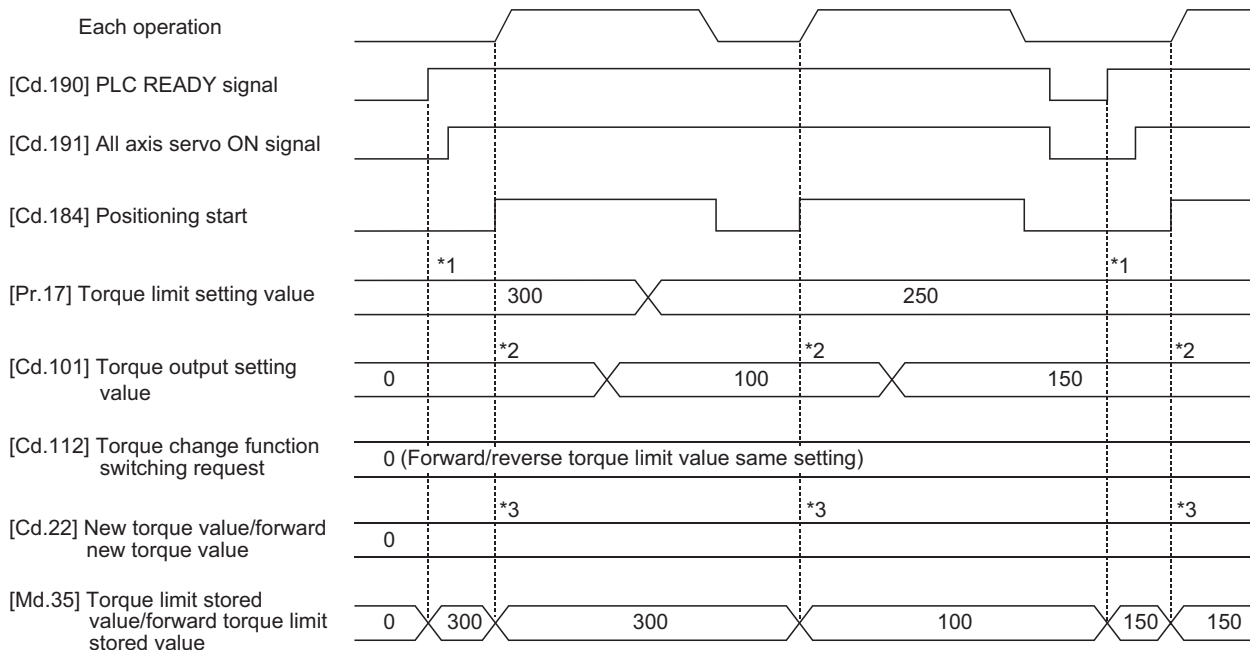 Each operation
[Cd.190] PLC READY signal
[Cd.191] All axis servo ON signal
[Cd.184] Positioning start
*1 *1
[Pr.17] Torque limit setting value 300 250
*2 *2 *2
[Cd.101] Torque output setting
value
0 100 150
[Cd.112] Torque change function
switching request
0 (Forward/reverse torque limit value same setting)
*3 *3 *3
[Cd.22] New torque value/forward
new torque value
0
[Md.35] Torque limit stored
value/forward torque limit
stored value
0 300 300 100 150 150